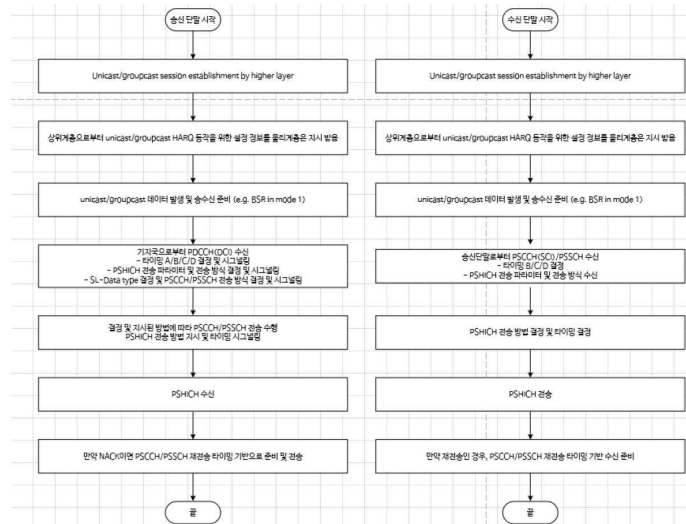 송신 단말 시작
Unicast/groupcast session establishment by higher layer
상위계층으로부터 unicast/groupcast HARQ 동작을 위한 설정 정보를 물리계층은 지시 받음
unicast/groupcast 데이터 발생 및 송수신 준비 (e.g. BSR in mode 1)
기지국으로부터 PDCCH(DCI) 수신
- 타이밍 A/B/C/D 결정 및 시그널링
- PSHICH 전송 파라미터 및 전송 방식 결정 및 시그널링
- SL-Data type 결정 및 PSCCH/PSSCH 전송 방식 결정 및 시그널링
결정 및 지시된 방법에 따라 PSCCH/PSSCH 전송 수행
PSHICH 전송 방법 지시 및 타이밍 시그널링
PSHICH 수신
만약 NACK이면 PSCCH/PSSCH 재전송 타이밍 기반으로 준비 및 전송
끝
수신 단말 시작
Unicast/groupcast session establishment by higher layer
상위계층으로부터 unicast/groupcast HARQ 동작을 위한 설정 정보를 물리계층은 지시 받음
unicast/groupcast 데이터 발생 및 송수신 준비 (e.g. BSR in mode 1)
송신단말로부터 PSCCH(SCI)/PSSCH 수신
- 타이밍 B/C/D 결정
- PSHICH 전송 파라미터 및 전송 방식 수신
PSHICH 전송 방법 결정 및 타이밍 결정
PSHICH 전송
만약 재전송인 경우, PSCCH/PSSCH 재전송 타이밍 기반 수신 준비
끝